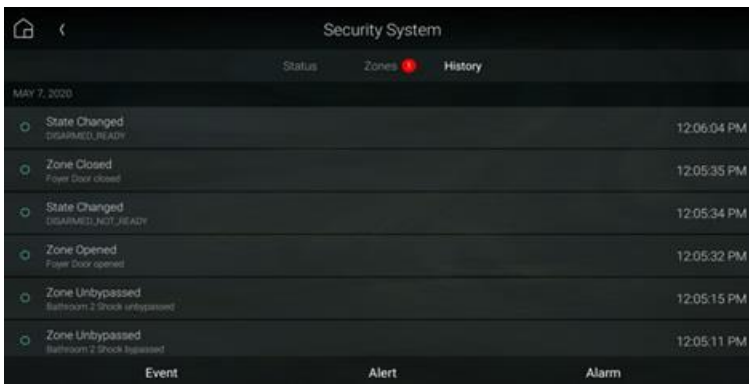 Security System
Status Zones 1 History
MAY 7, 2020
State Changed 12:06:04 PM
DISARMED_READY
Zone Closed 12:05:35 PM
Foyer Door closed
State Changed 12:05:34 PM
DISARMED_NOT_READY
Zone Opened 12:05:32 PM
Foyer Door opened
Zone Unbypassed 12:05:15 PM
Bathroom 2 Shock unbypassed
Zone Unbypassed 12:05:11 PM
Bathroom 2 Shock bypassed
Event Alert Alarm